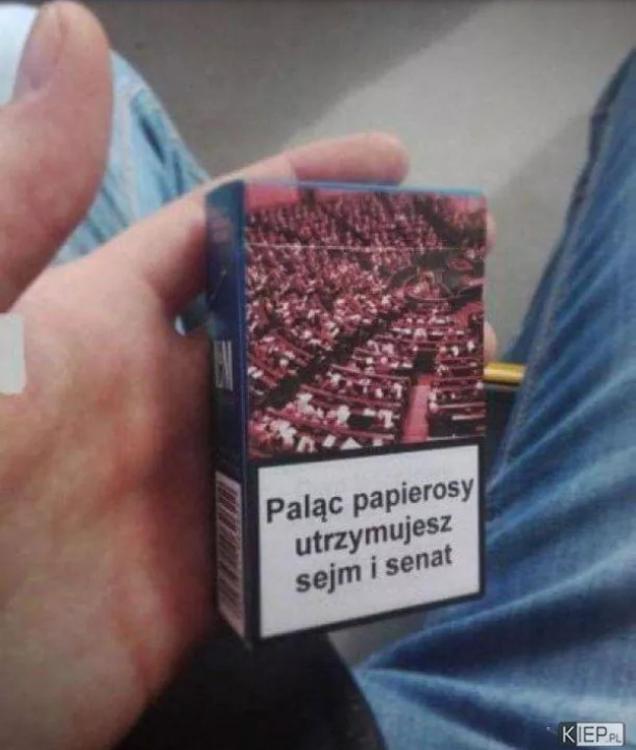 Paląc papierosy
utrzymujesz
sejm i senat
KIEP.PL